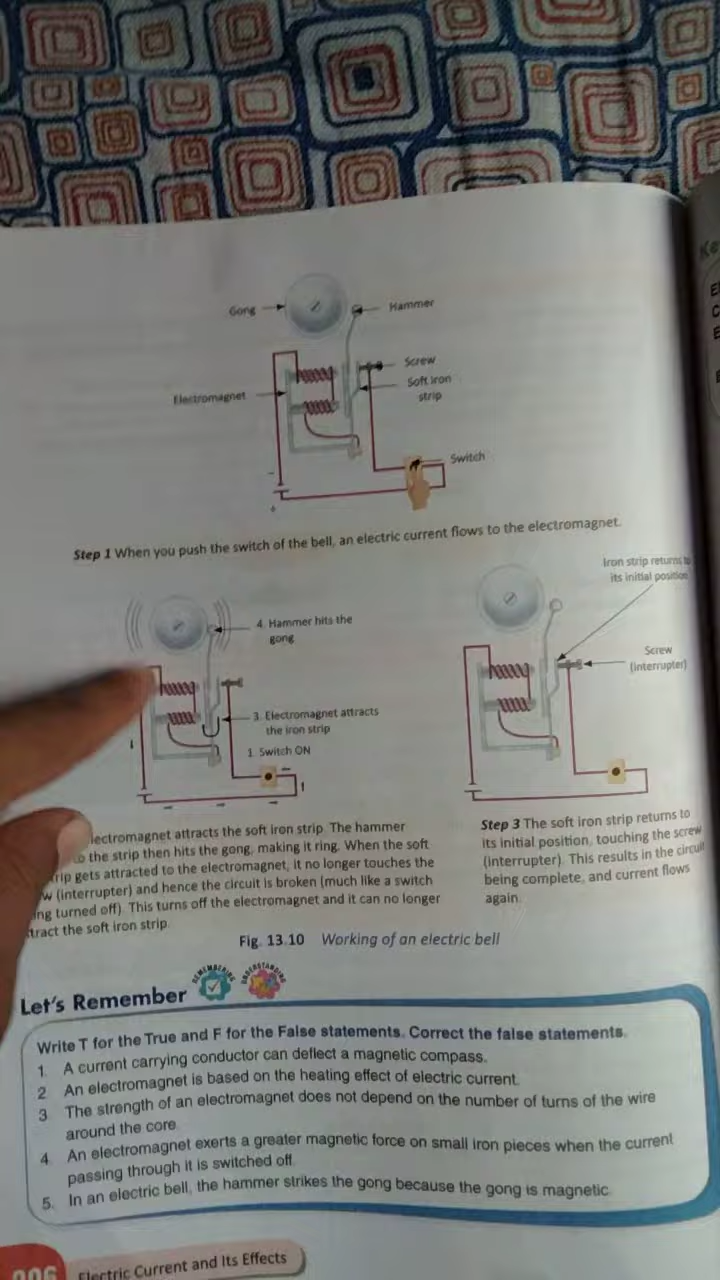 Gong
Hammer
Screw
Soft iron
strip
Electromagnet
Switch
-
+
Step 1 When you push the switch of the bell, an electric current flows to the electromagnet.
4. Hammer hits the
gong
3. Electromagnet attracts
the iron strip
1. Switch ON
Iron strip returns to
its initial position
Screw
(interrupter)
lectromagnet attracts the soft iron strip. The hammer
to the strip then hits the gong, making it ring. When the soft
rip gets attracted to the electromagnet, it no longer touches the
w (interrupter) and hence the circuit is broken (much like a switch
ng turned off). This turns off the electromagnet and it can no longer
tract the soft iron strip.
Step 3 The soft iron strip returns to
its initial position, touching the screw
(interrupter). This results in the circuit
being complete, and current flows
again.
Fig. 13.10 Working of an electric bell
Let's Remember
REMEMBERING
UNDERSTANDING
Write T for the True and F for the False statements. Correct the false statements.
1. A current carrying conductor can deflect a magnetic compass.
2. An electromagnet is based on the heating effect of electric current.
3. The strength of an electromagnet does not depend on the number of turns of the wire
around the core.
4. An electromagnet exerts a greater magnetic force on small iron pieces when the current
passing through it is switched off.
5. In an electric bell, the hammer strikes the gong because the gong is magnetic.
Electric Current and Its Effects